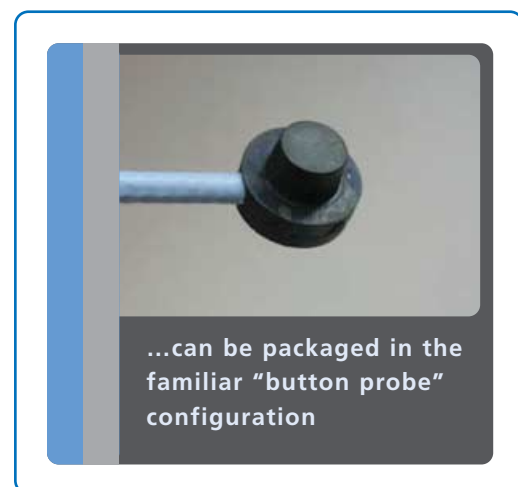 ...can be packaged in the
familiar “button probe”
configuration